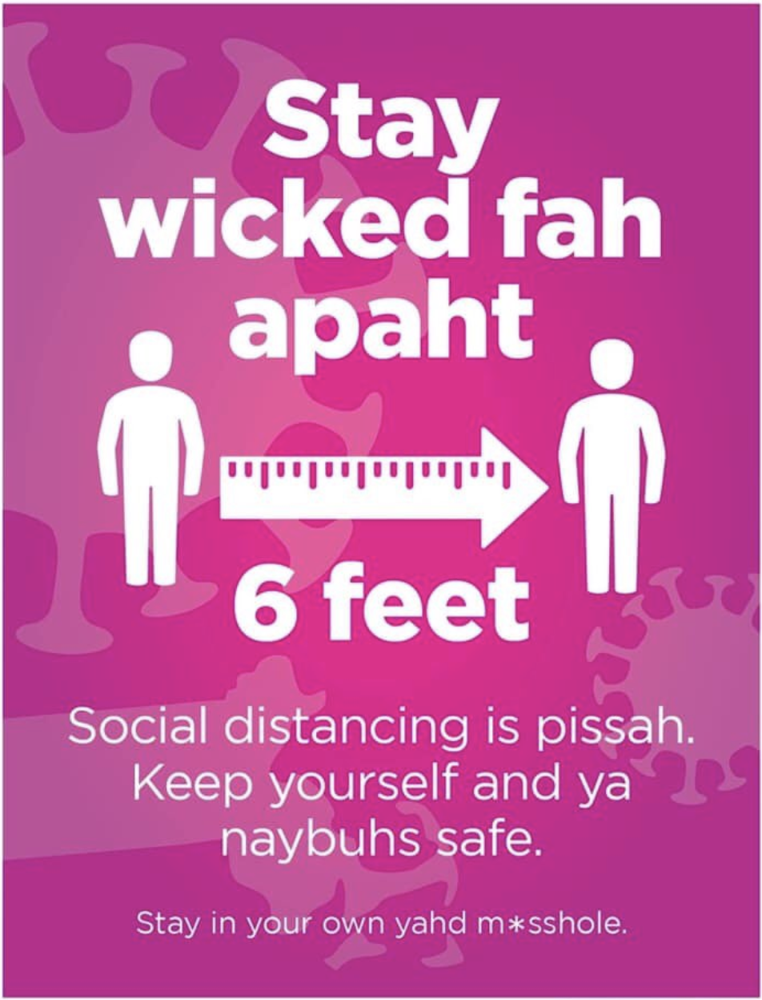 Stay
wicked fah
apaht
6 feet
Social distancing is pissah.
Keep yourself and ya
naybuhs safe.
Stay in your own yahd m*sshole.